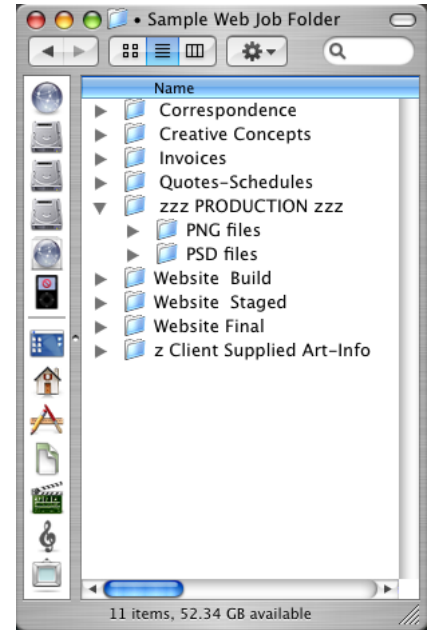 • Sample Web Job Folder
Name
Correspondence
Creative Concepts
Invoices
Quotes-Schedules
zzz PRODUCTION zzz
PNG files
PSD files
Website Build
Website Staged
Website Final
z Client Supplied Art-Info
11 items, 52.34 GB available